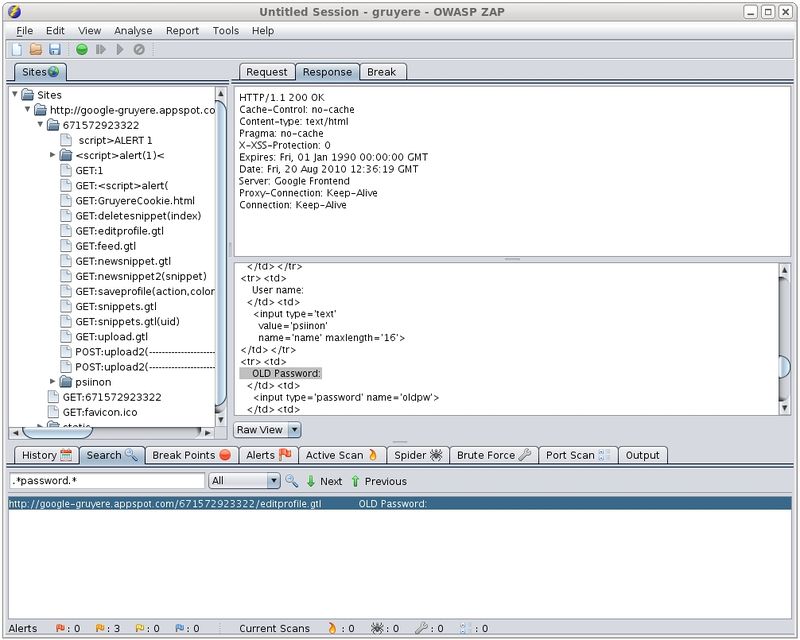 Untitled Session - gruyere - OWASP ZAP
File Edit View Analyse Report Tools Help
Sites
Request Response Break
Sites
http://google-gruyere.appspot.co
671572923322
script>ALERT 1
<script>alert(1)<
GET:1
GET:<script>alert(
GET:GruyereCookie.html
GET:deletesnippet(index)
GET:editprofile.gtl
GET:feed.gtl
GET:newsnippet.gtl
GET:newsnippet2(snippet)
GET:saveprofile(action,color
GET:snippets.gtl
GET:snippets.gtl(uid)
GET:upload.gtl
POST:upload2(--------------------
POST:upload2(--------------------
psiinon
GET:671572923322
GET:favicon.ico
static
HTTP/1.1 200 OK
Cache-Control: no-cache
Content-type: text/html
Pragma: no-cache
X-XSS-Protection: 0
Expires: Fri, 01 Jan 1990 00:00:00 GMT
Date: Fri, 20 Aug 2010 12:36:19 GMT
Server: Google Frontend
Proxy-Connection: Keep-Alive
Connection: Keep-Alive
</td> </tr>
<tr> <td>
User name:
</td> <td>
<input type='text'
value='psiinon'
name='name' maxlength='16'>
</td> </tr>
<tr> <td>
OLD Password:
</td> <td>
<input type='password' name='oldpw'>
</td> <td>
Raw View
History Search Break Points Alerts Active Scan Spider Brute Force Port Scan Output
.*password.* All Next Previous
http://google-gruyere.appspot.com/671572923322/editprofile.gtl OLD Password:
Alerts : 0 : 3 : 0 : 0 Current Scans : 0 : 0 : 0 : 0